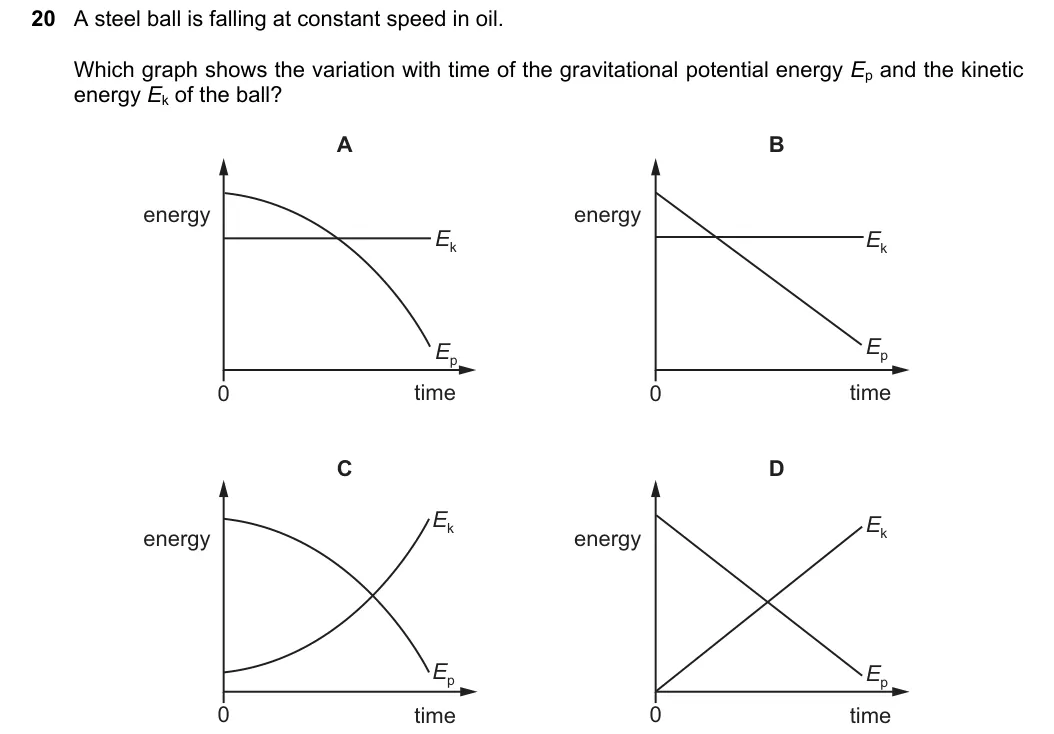 20 A steel ball is falling at constant speed in oil.
Which graph shows the variation with time of the gravitational potential energy Ep and the kinetic
energy Ek of the ball?
A
energy
Ek
Ep
0
time
B
energy
Ek
Ep
0
time
C
energy
Ek
Ep
0
time
D
energy
Ek
Ep
0
time